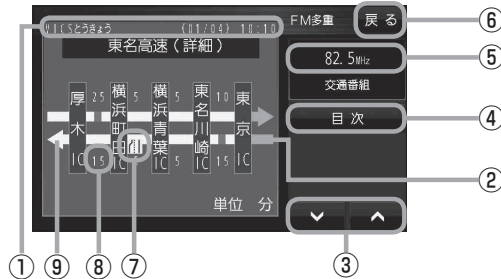 VICSとうきょう (01/04) 10:10
FM多重
戻る
⑥
東名高速(詳細)
82.5MHz
⑤
交通番組
厚木IC
25
横浜町田IC
5
横浜青葉IC
5
東名川崎IC
10
東京
目次
④
15
5
5
15
IC
②
単位 分
① ⑨ ⑧ ⑦ ③